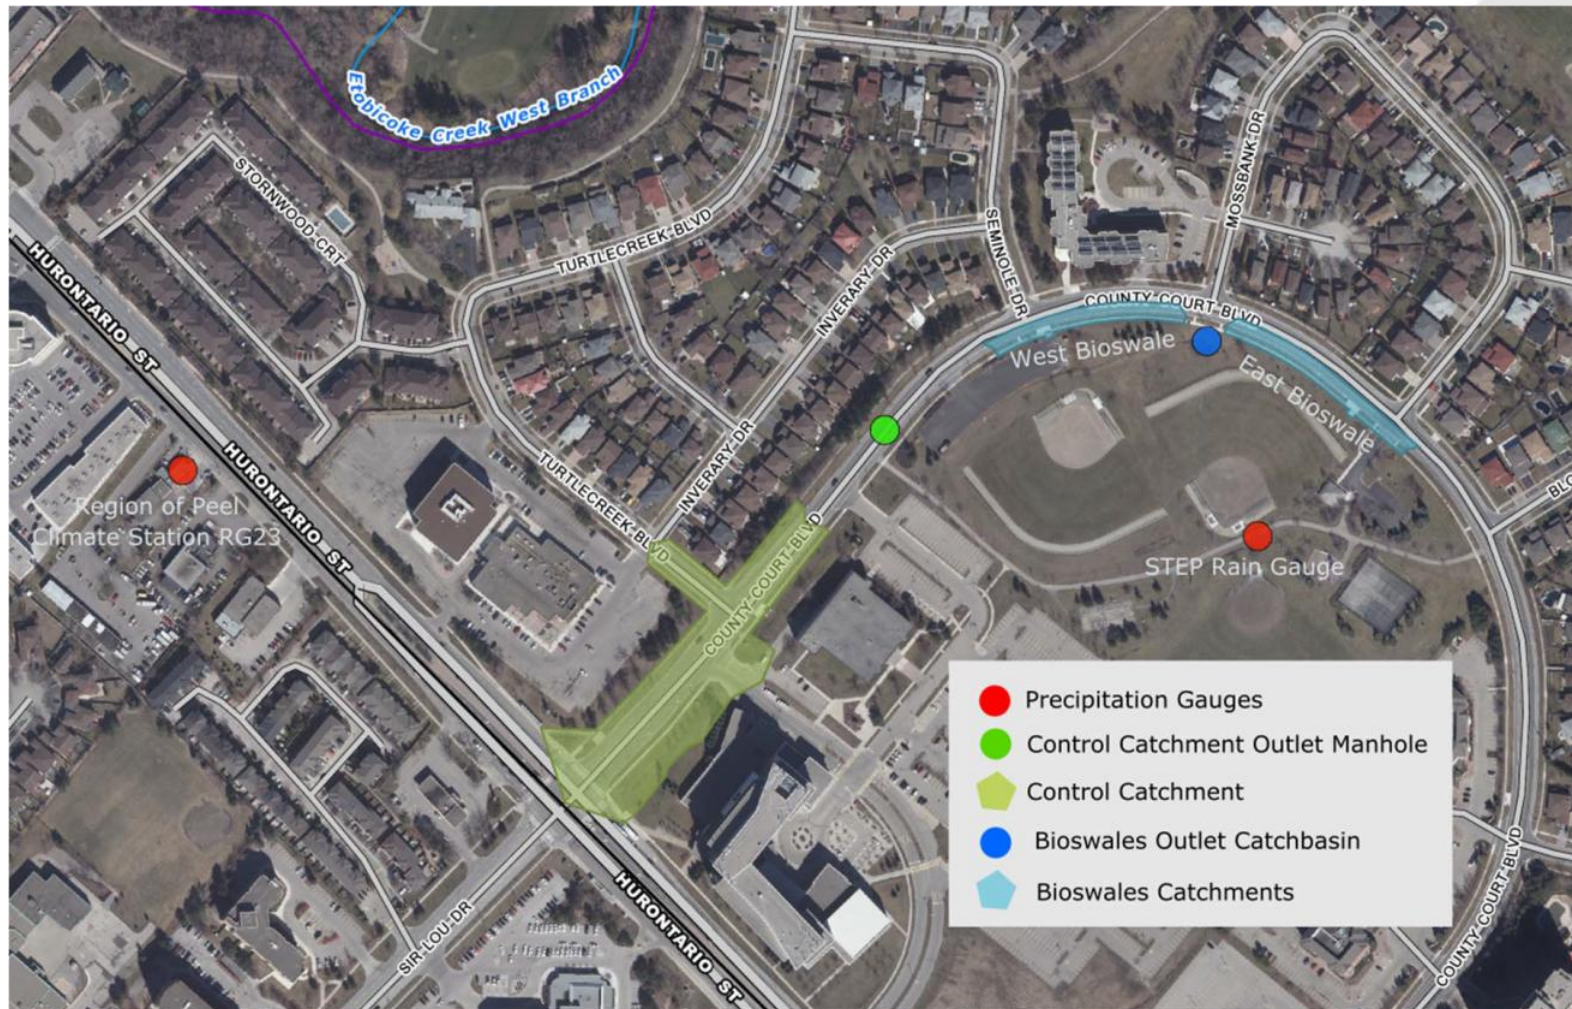 Etobicoke Creek West Branch
STORNWOOD CRT
HURONTARIO ST
TURTLECREEK BLVD
INVERARY DR
SEMINOLE DR
MOSSBANK DR
COUNTY COURT BLVD
West Bioswale
East Bioswale
HURONTARIO ST
Region of Peel
Climate Station RG23
TURTLECREEK BLVD
INVERARY DR
COUNTY COURT BLVD
COUNTY COURT BLVD
STEP Rain Gauge
Precipitation Gauges
Control Catchment Outlet Manhole
Control Catchment
Bioswales Outlet Catchbasin
Bioswales Catchments
SIR LOU DR
HURONTARIO ST
COUNTY COURT BLVD